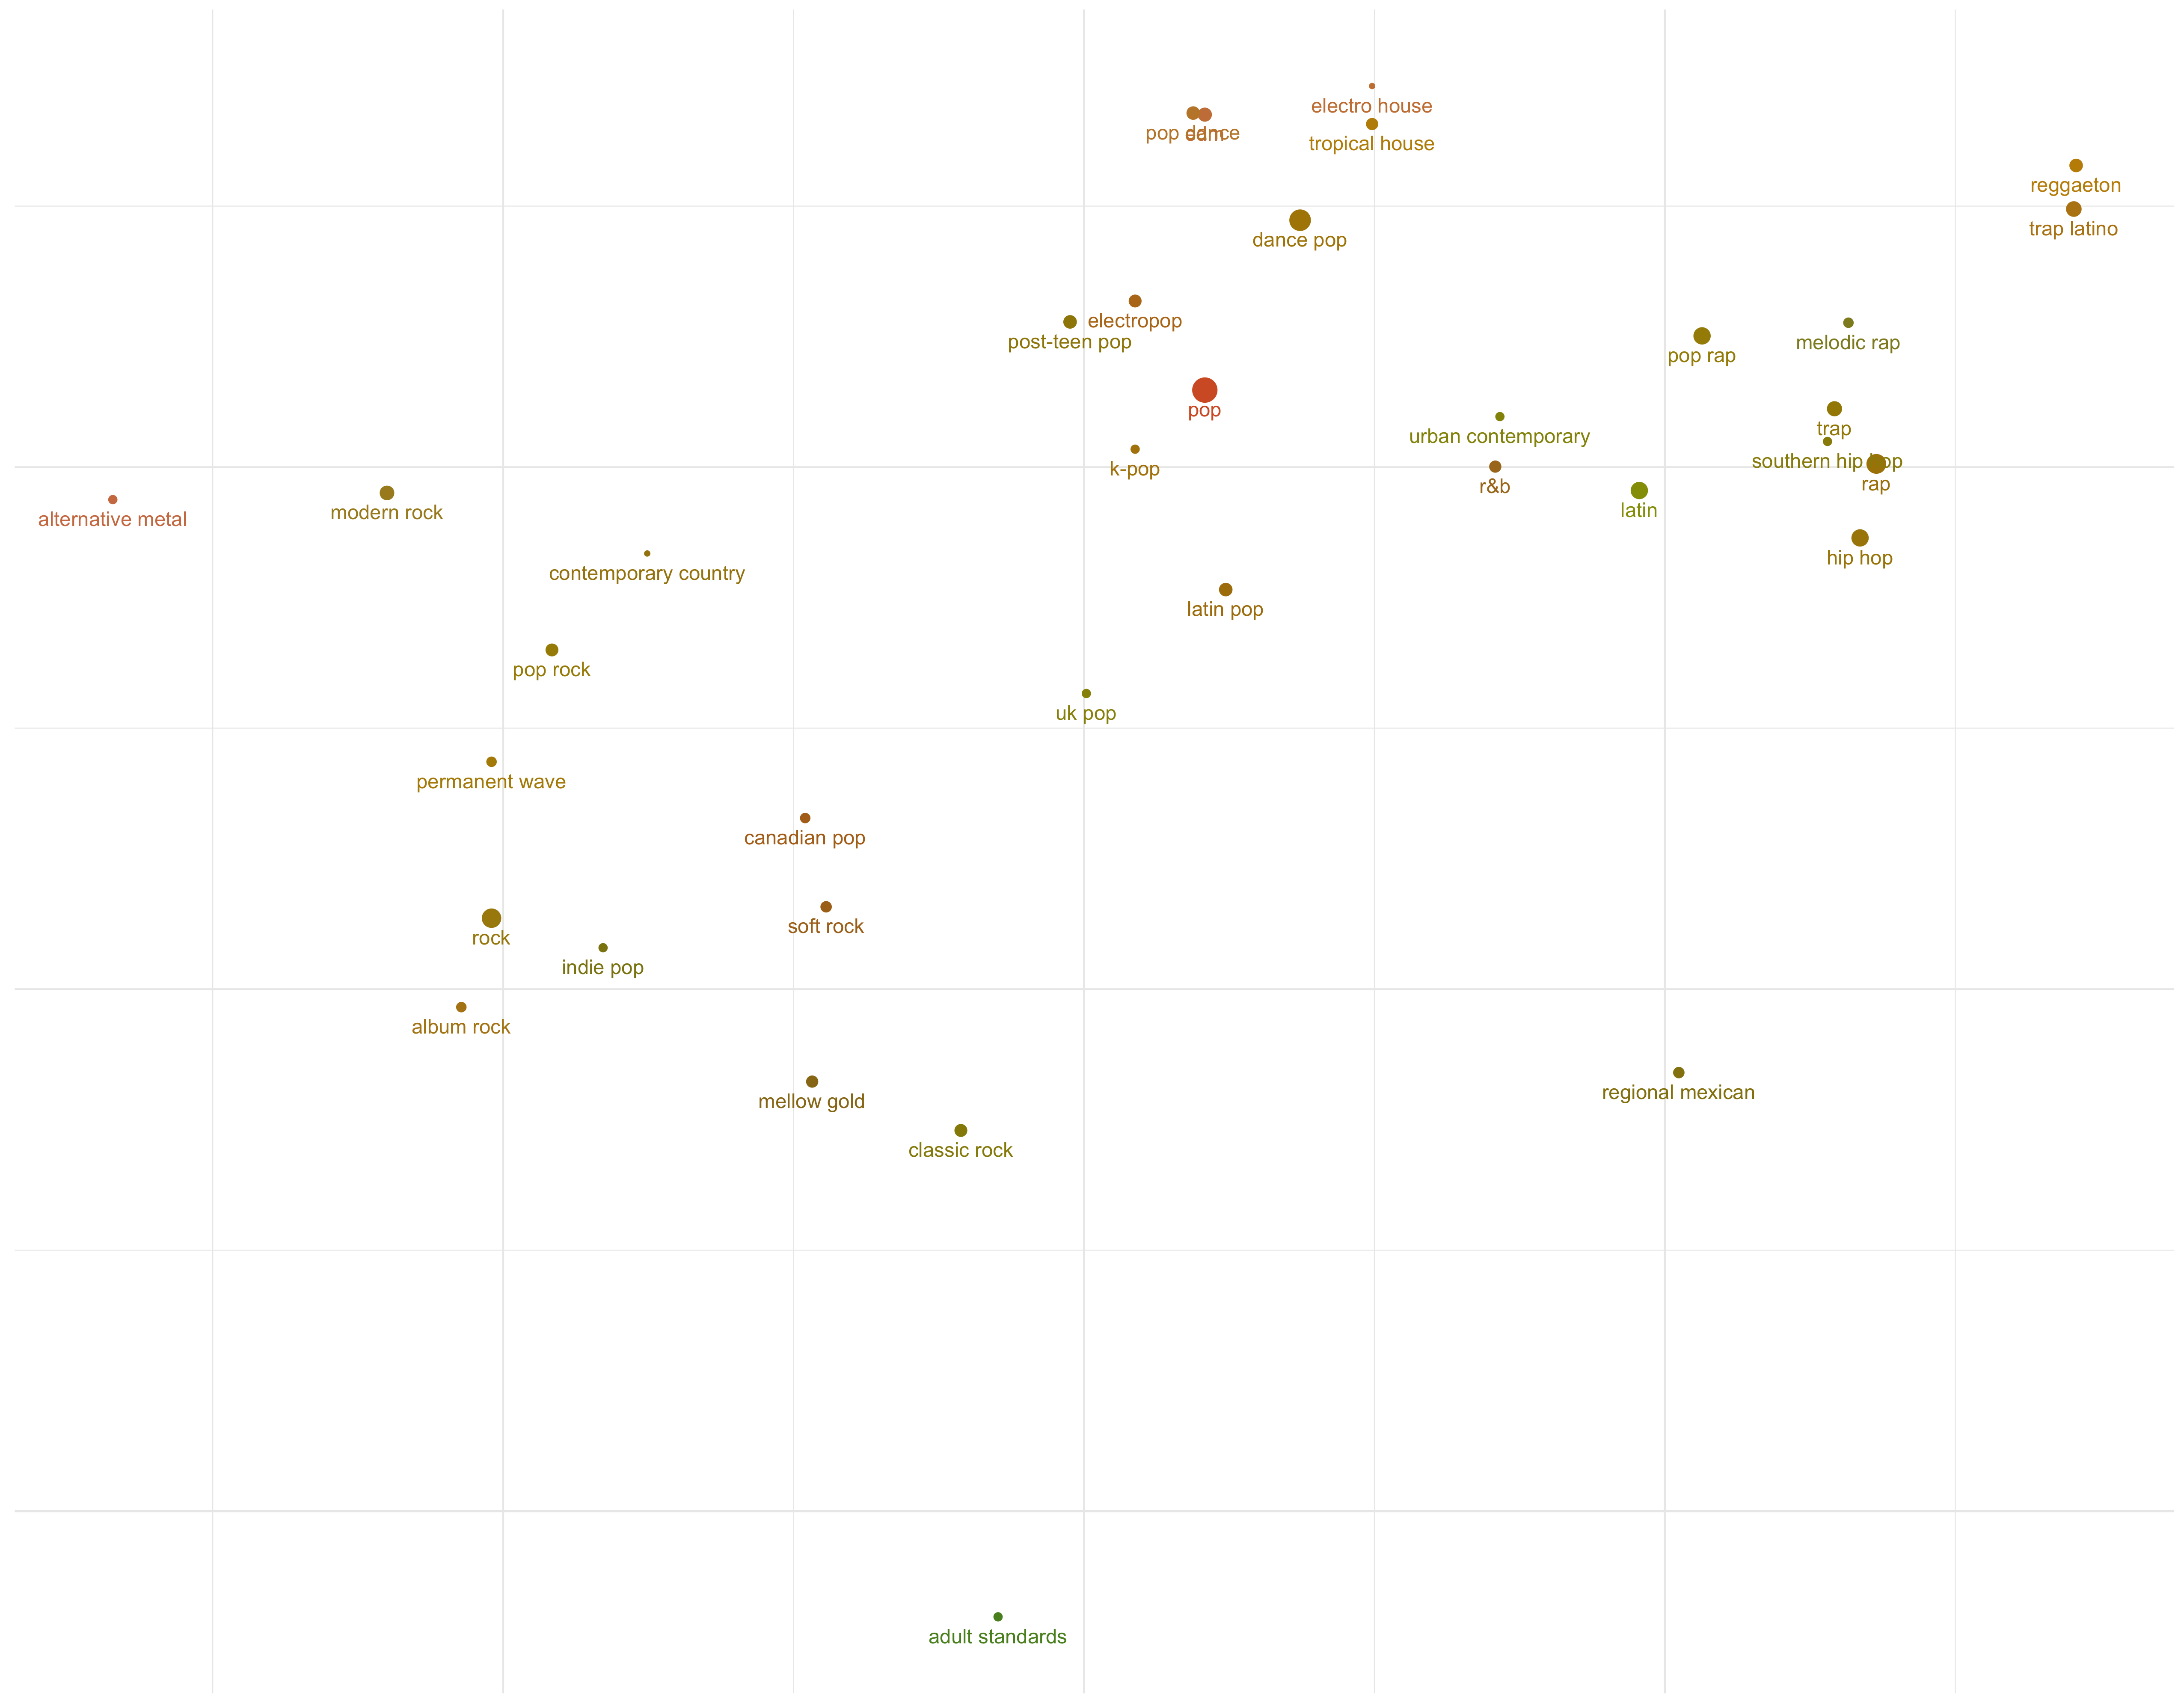 electro house
pop dance
edm
tropical house
reggaeton
trap latino
dance pop
electropop
post-teen pop
melodic rap
pop rap
pop
trap
urban contemporary
southern hip hop
k-pop
rap
r&b
latin
modern rock
alternative metal
hip hop
contemporary country
latin pop
pop rock
uk pop
permanent wave
canadian pop
soft rock
rock
indie pop
album rock
regional mexican
mellow gold
classic rock
adult standards